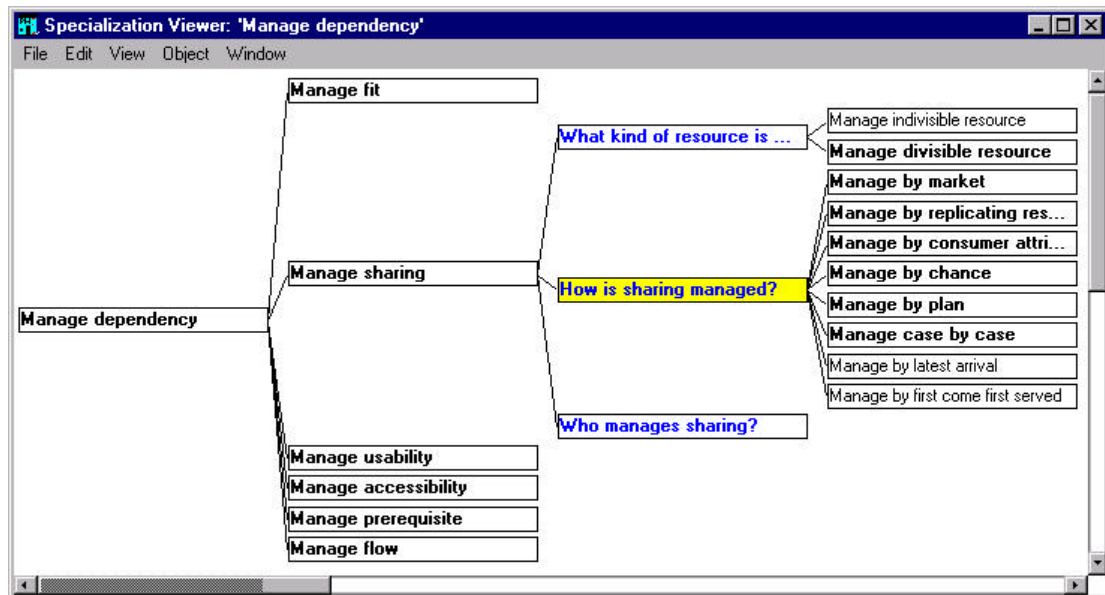 Specialization Viewer: 'Manage dependency'
File Edit View Object Window
Manage fit
Manage indivisible resource
What kind of resource is ...
Manage divisible resource
Manage by market
Manage by replicating res...
Manage by consumer attri...
Manage sharing
Manage by chance
How is sharing managed?
Manage by plan
Manage dependency
Manage case by case
Manage by latest arrival
Manage by first come first served
Who manages sharing?
Manage usability
Manage accessibility
Manage prerequisite
Manage flow